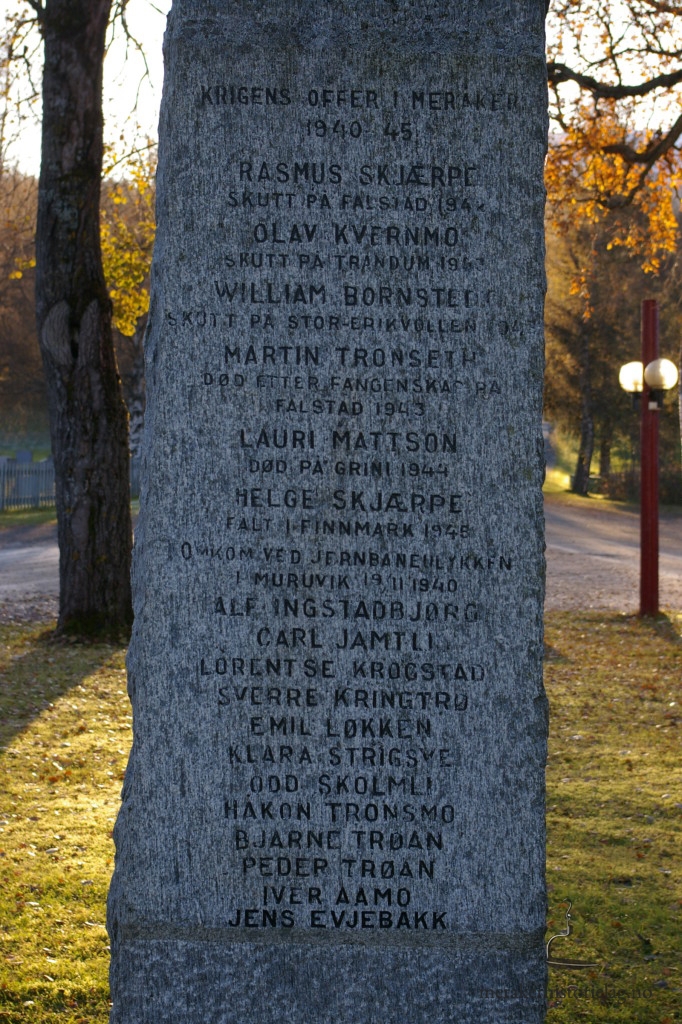 KRIGENS OFFER I MERÅKER
1940-45
RASMUS SKJÆRPE
SKUTT PÅ FALSTAD 1942
OLAV KVERNMO
SKUTT PÅ TRANDUM 1943
WILLIAM BORNSTEDT
SKUTT PÅ STOR-ERIKVOLLEN
MARTIN TRONSETH
DØD ETTER FANGENSKAP PÅ
FALSTAD 1943
LAURI MATTSON
DØD PÅ GRINI 1944
HELGE SKJÆRPE
FALT I FINNMARK 1945
OMKOM VED JERNBANEULYKKEN
I MURUVIK 19.11 1940
ALF INGSTADBJØRG
CARL JAMTLI
LORENTSE KROGSTAD
SVERRE KRINGTRØ
EMIL LØKKEN
KLARA STRIGSVE
ODD SKOLMLI
HÅKON TRONSMO
BJARNE TRØAN
PEDER TRØAN
IVER AAMO
JENS EVJEBAKK